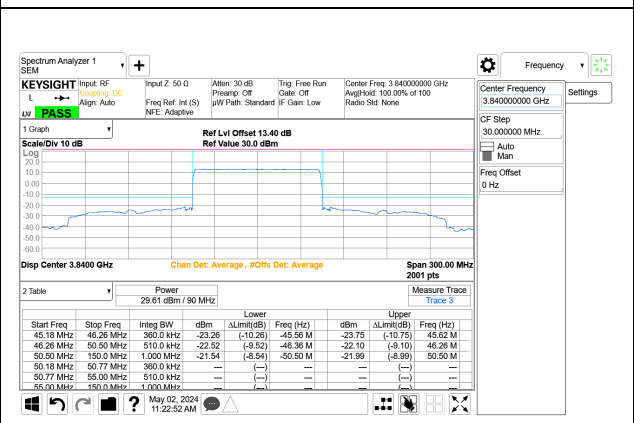 Spectrum Analyzer 1
SEM
Frequency
KEYSIGHT
L
LXI PASS
Input: RF
Coupling: DC
Align: Auto
Input Z: 50 Ω
Freq Ref: Int (S)
NFE: Adaptive
Atten: 30 dB
Preamp: Off
µW Path: Standard
Trig: Free Run
Gate: Off
IF Gain: Low
Center Freq: 3.840000000 GHz
Avg|Hold: 100.00% of 100
Radio Std: None
Center Frequency
3.840000000 GHz
Settings
CF Step
30.000000 MHz
Auto
Man
Freq Offset
0 Hz
1 Graph
Scale/Div 10 dB
Ref Lvl Offset 13.40 dB
Ref Value 30.0 dBm
Log
20.0
10.0
0.00
-10.0
-20.0
-30.0
-40.0
-50.0
-60.0
Disp Center 3.8400 GHz
Chan Det: Average, #Offs Det: Average
Span 300.00 MHz
2001 pts
2 Table
Power
29.61 dBm / 90 MHz
Measure Trace
Trace 3
Lower Upper
Start Freq Stop Freq Integ BW dBm ΔLimit(dB) Freq (Hz) dBm ΔLimit(dB) Freq (Hz)
45.18 MHz 46.26 MHz 360.0 kHz -23.26 (-10.26) -45.56 M -23.75 (-10.75) 45.62 M
46.26 MHz 50.50 MHz 510.0 kHz -22.52 (-9.52) -46.36 M -22.10 (-9.10) 46.26 M
50.50 MHz 150.0 MHz 1.000 MHz -21.54 (-8.54) -50.50 M -21.99 (-8.99) 50.50 M
50.18 MHz 50.77 MHz 360.0 kHz --- (---) --- (---)
50.77 MHz 55.00 MHz 510.0 kHz --- (---) --- (---)
55.00 MHz 150.0 MHz 1.000 MHz --- (---) --- (---)
May 02, 2024
11:22:52 AM